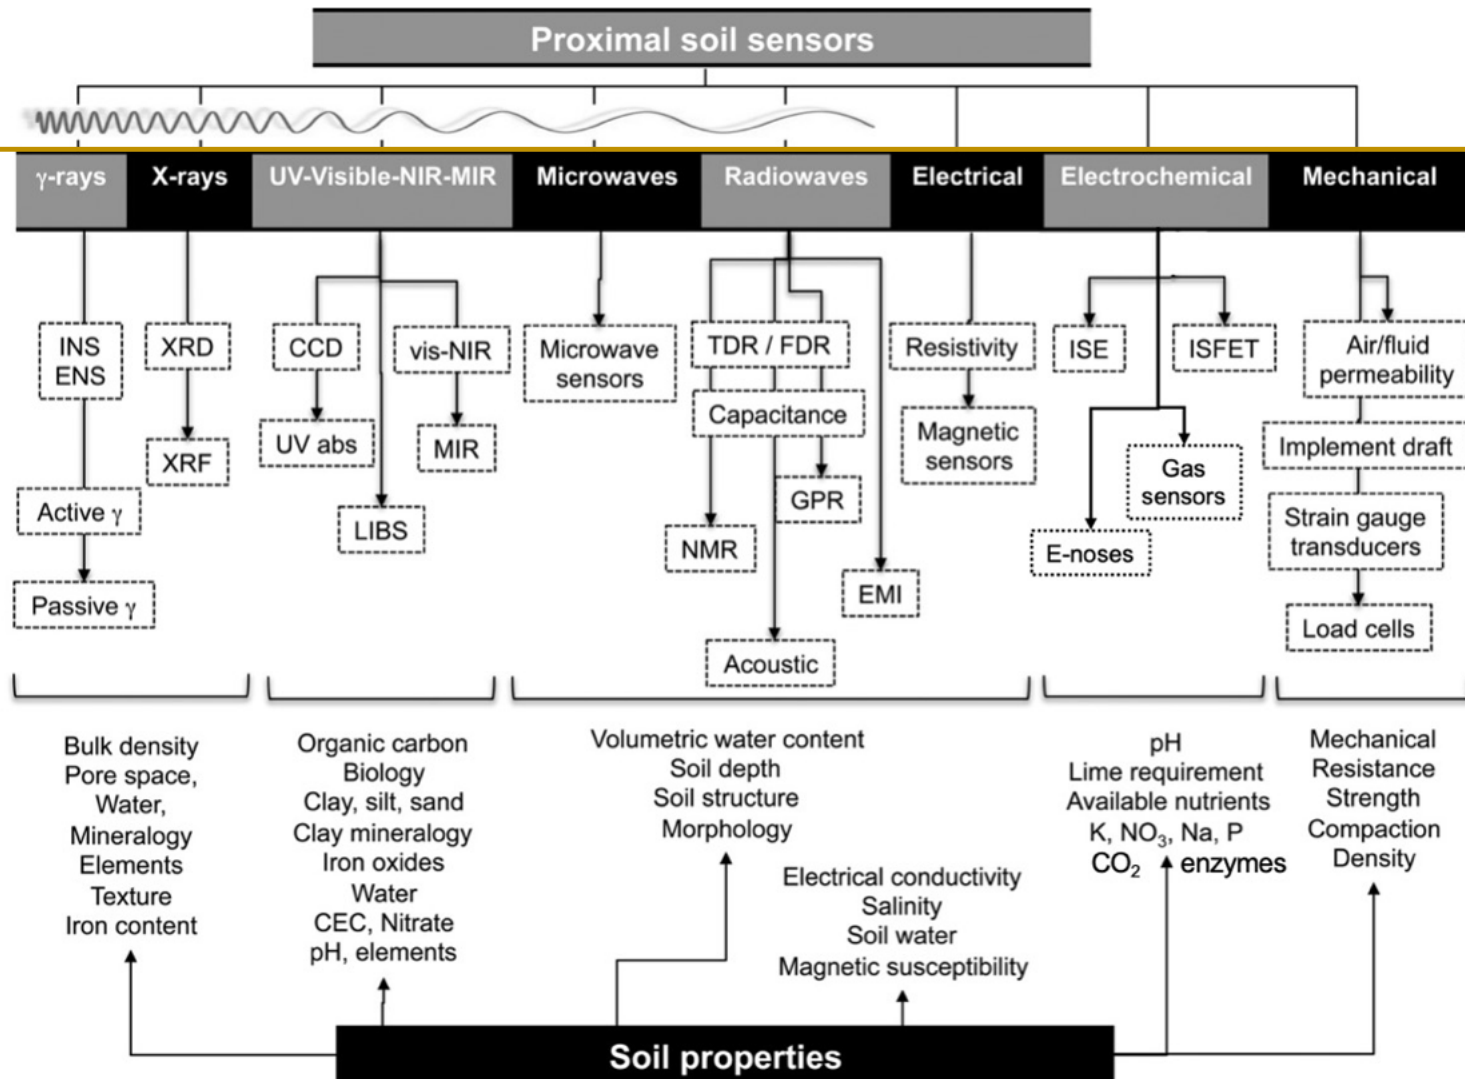 Proximal soil sensors
γ-rays
X-rays
UV-Visible-NIR-MIR
Microwaves
Radiowaves
Electrical
Electrochemical
Mechanical
INS
ENS
Active γ
Passive γ
XRD
XRF
CCD
UV abs
LIBS
vis-NIR
MIR
Microwave
sensors
TDR / FDR
Capacitance
NMR
GPR
EMI
Acoustic
Resistivity
Magnetic
sensors
ISE
ISFET
Gas
sensors
E-noses
Air/fluid
permeability
Implement draft
Strain gauge
transducers
Load cells
Bulk density
Pore space,
Water,
Mineralogy
Elements
Texture
Iron content
Organic carbon
Biology
Clay, silt, sand
Clay mineralogy
Iron oxides
Water
CEC, Nitrate
pH, elements
Volumetric water content
Soil depth
Soil structure
Morphology
Electrical conductivity
Salinity
Soil water
Magnetic susceptibility
pH
Lime requirement
Available nutrients
K, NO₃, Na, P
CO₂ enzymes
Mechanical
Resistance
Strength
Compaction
Density
Soil properties